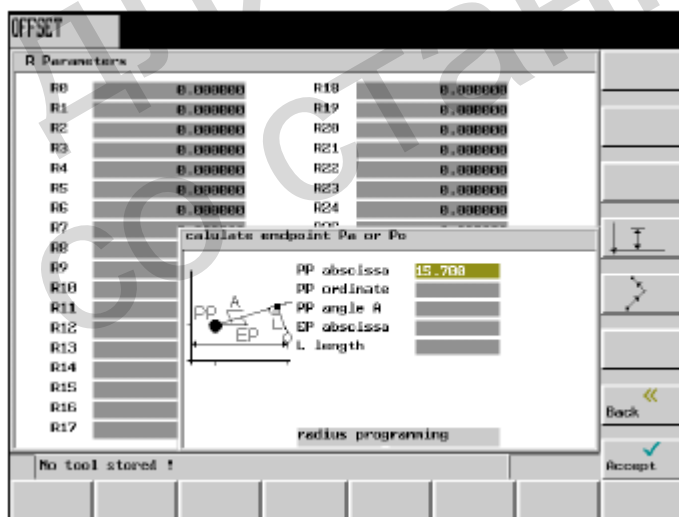 OFFSET
R Parameters
R0 0.000000 R18 0.000000
R1 0.000000 R19 0.000000
R2 0.000000 R20 0.000000
R3 0.000000 R21 0.000000
R4 0.000000 R22 0.000000
R5 0.000000 R23 0.000000
R6 0.000000 R24 0.000000
R7
R8
R9
R10
R11
R12
R13
R14
R15
R16
R17
calulate endpoint Pa or Po
PP abscissa 15.700
PP ordinate
PP angle A
EP abscissa
L length
PP A L EP
radius programming
Back
No tool stored !
Accept